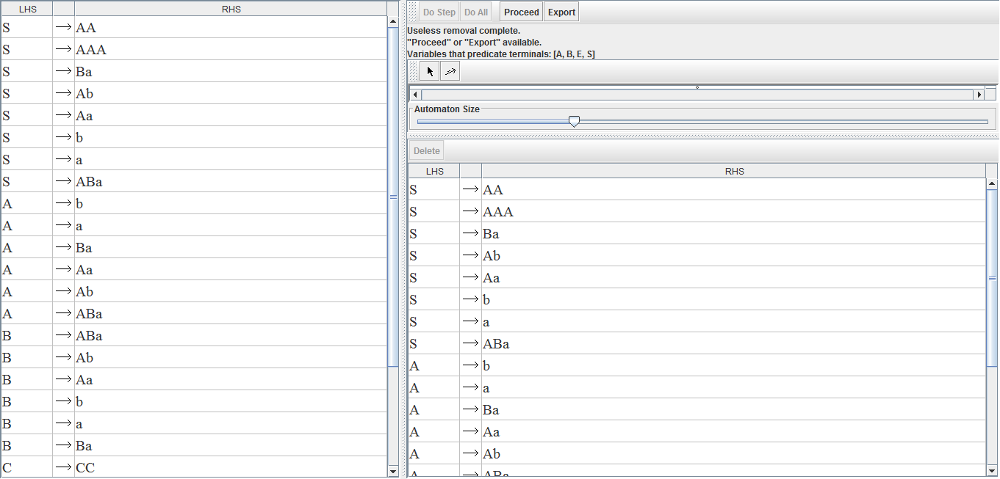 LHS RHS
S → AA
S → AAA
S → Ba
S → Ab
S → Aa
S → b
S → a
S → ABa
A → b
A → a
A → Ba
A → Aa
A → Ab
A → ABa
B → ABa
B → Ab
B → Aa
B → b
B → a
B → Ba
C → CC
Do Step Do All Proceed Export
Useless removal complete.
"Proceed" or "Export" available.
Variables that predicate terminals: [A, B, E, S]
Automaton Size
Delete
LHS RHS
S → AA
S → AAA
S → Ba
S → Ab
S → Aa
S → b
S → a
S → ABa
A → b
A → a
A → Ba
A → Aa
A → Ab
A → ABa